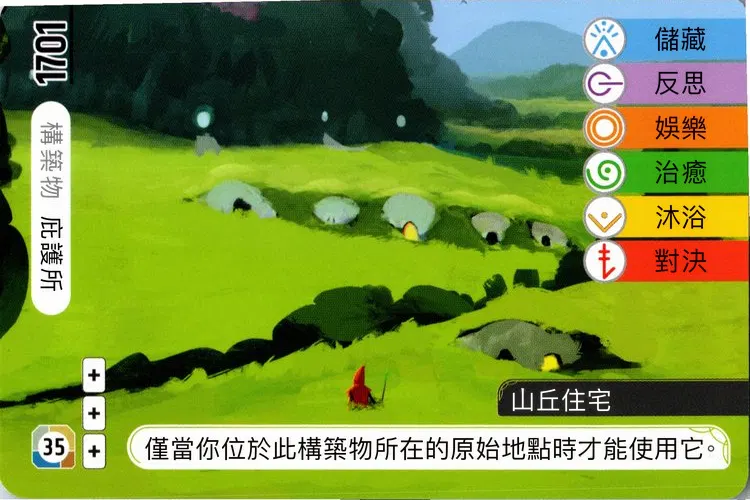 1701
構築物 庇護所
儲藏
反思
娛樂
治癒
沐浴
對決
山丘住宅
+
+
+
35
僅當你位於此構築物所在的原始地點時才能使用它。